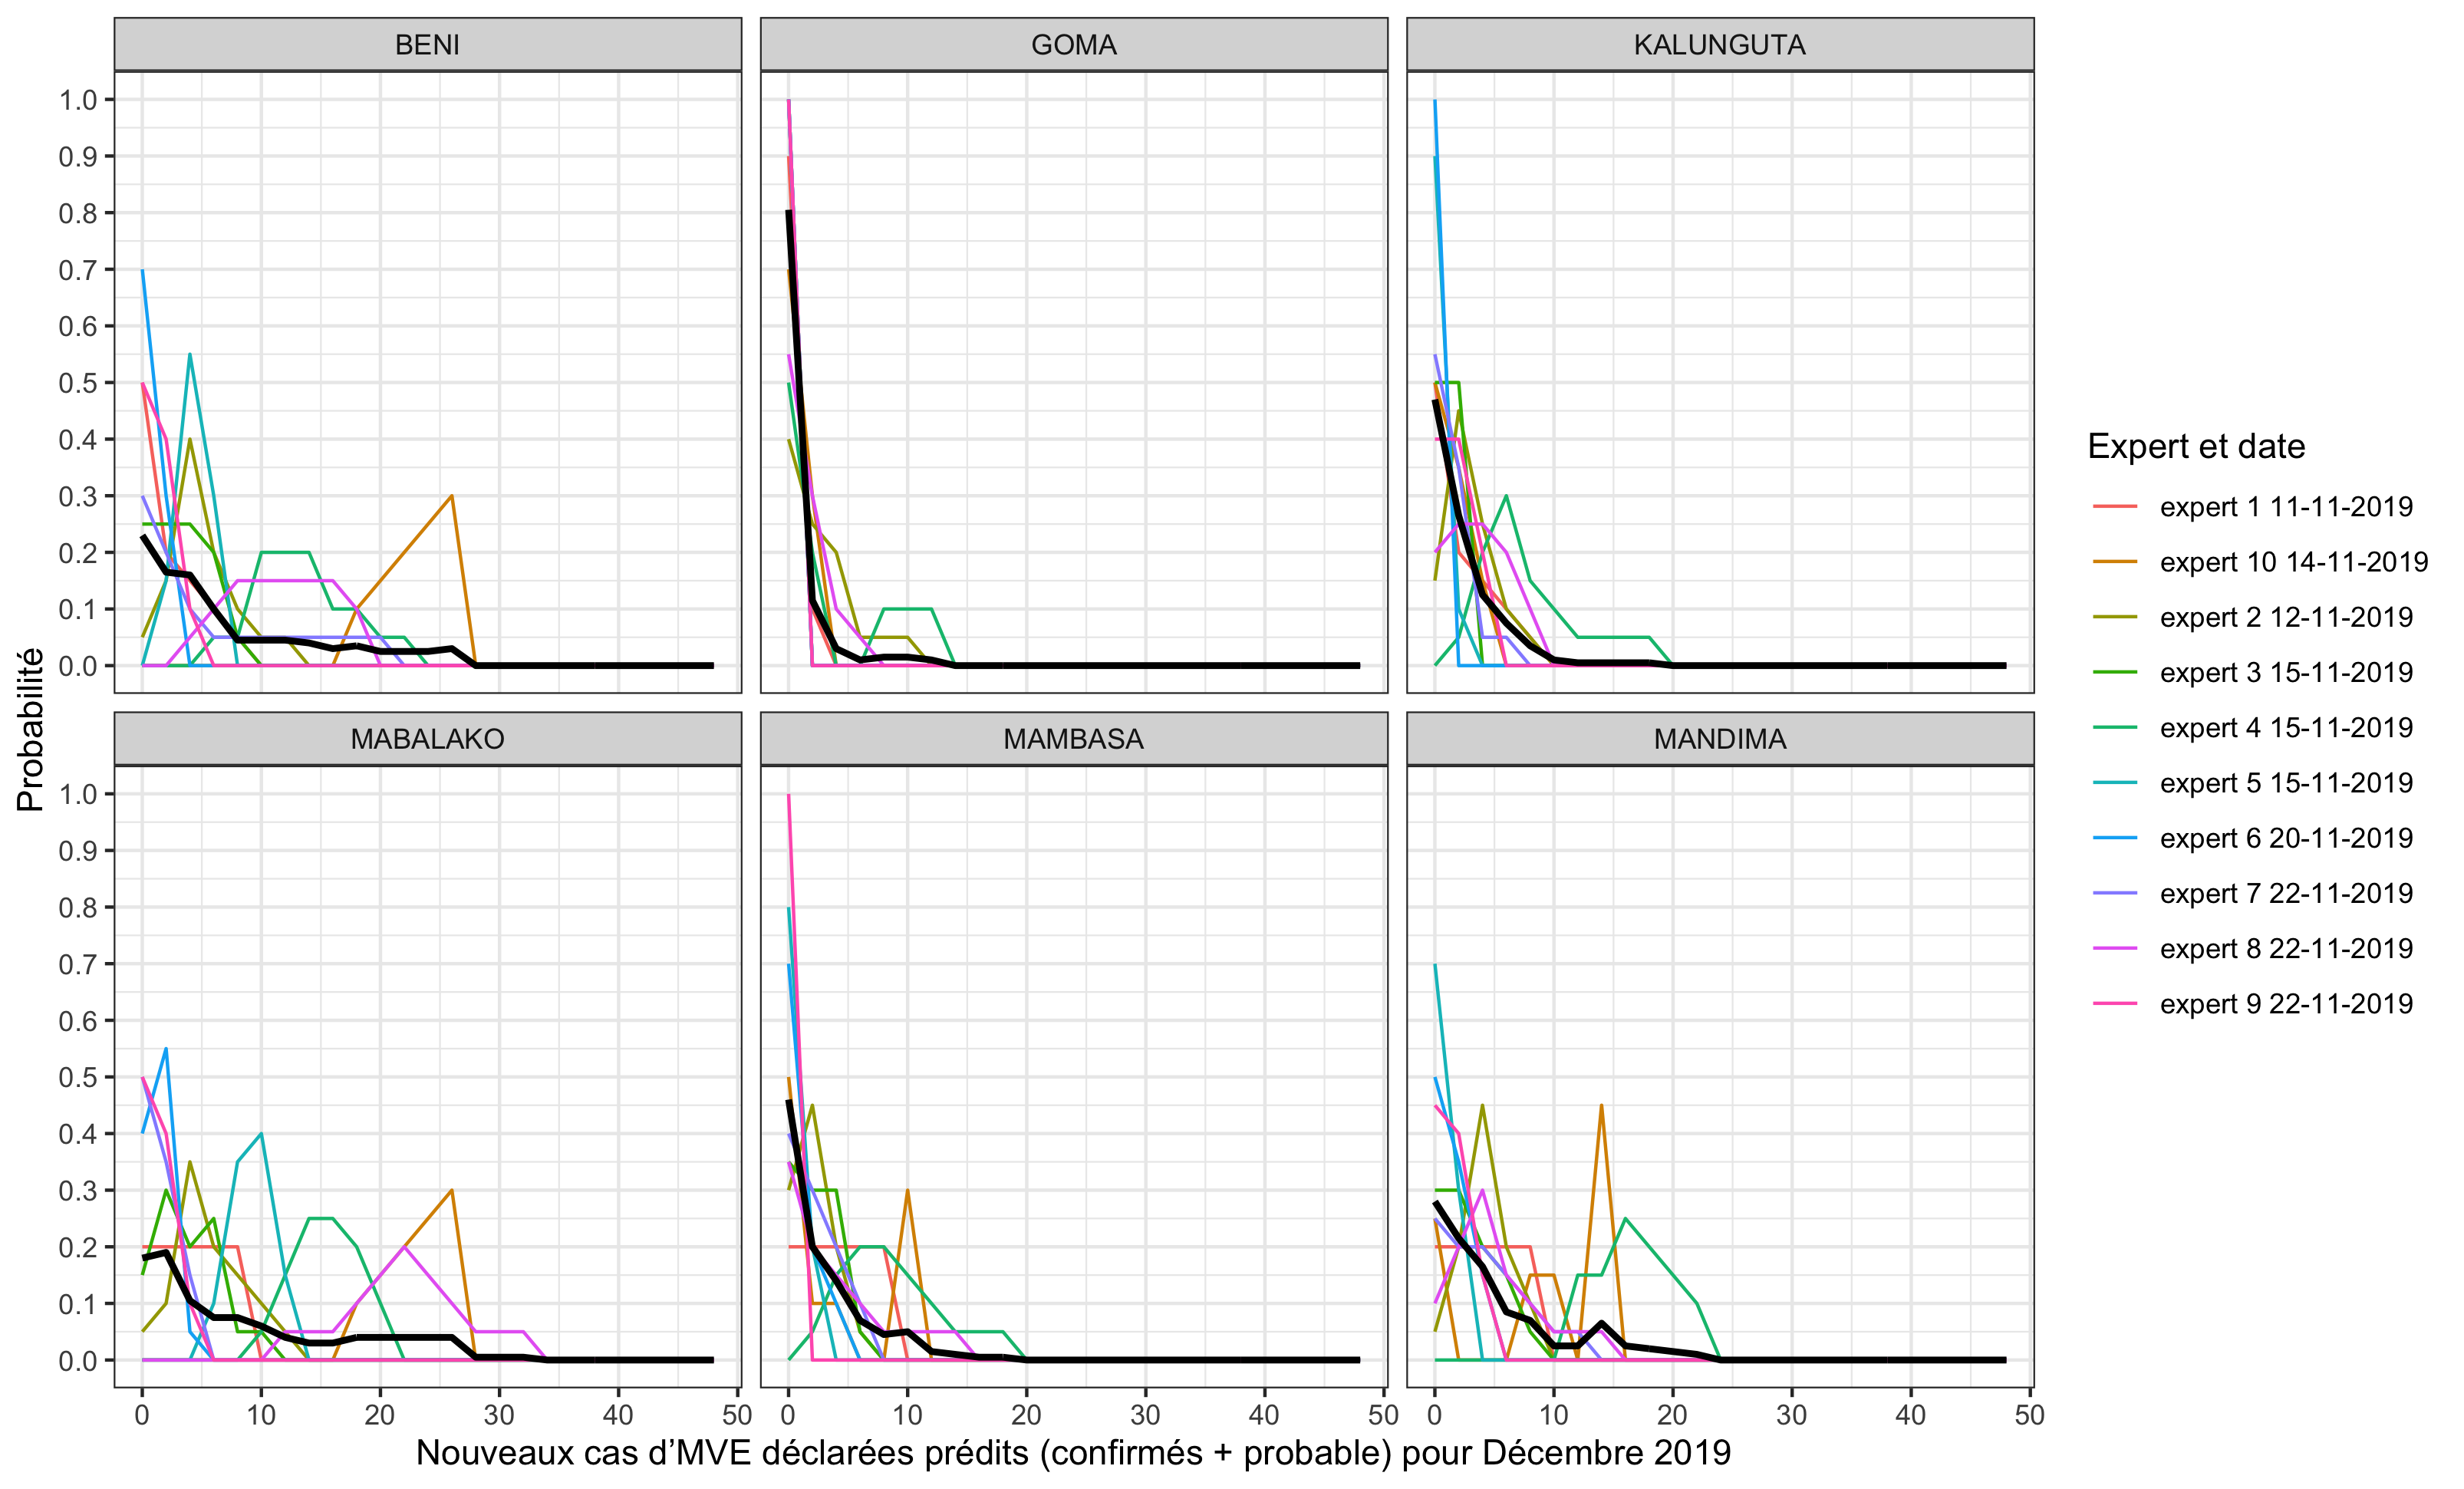 BENI
GOMA
KALUNGUTA
1.0
0.9
0.8
0.7
0.6
0.5
0.4
0.3
0.2
0.1
0.0
MABALAKO
MAMBASA
MANDIMA
1.0
0.9
0.8
0.7
0.6
0.5
0.4
0.3
0.2
0.1
0.0
0 10 20 30 40 50
0 10 20 30 40 50
0 10 20 30 40 50
Probabilité
Nouveaux cas d’MVE déclarées prédits (confirmés + probable) pour Décembre 2019
Expert et date
expert 1 11-11-2019
expert 10 14-11-2019
expert 2 12-11-2019
expert 3 15-11-2019
expert 4 15-11-2019
expert 5 15-11-2019
expert 6 20-11-2019
expert 7 22-11-2019
expert 8 22-11-2019
expert 9 22-11-2019